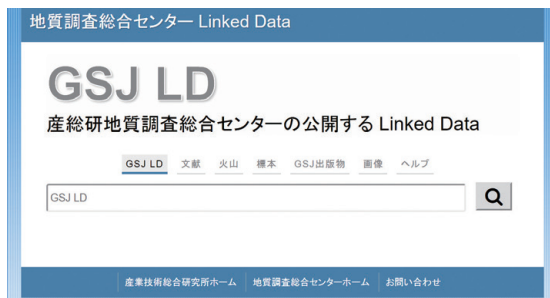 地質調査総合センター Linked Data
GSJ LD
産総研地質調査総合センターの公開する Linked Data
GSJ LD 文献 火山 標本 GSJ出版物 画像 ヘルプ
GSJ LD
産業技術総合研究所ホーム 地質調査総合センターホーム お問い合わせ